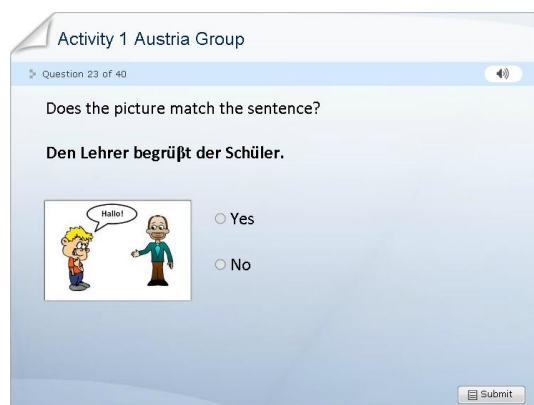 Activity 1 Austria Group
Question 23 of 40
Does the picture match the sentence?
Den Lehrer begrüβt der Schüler.
Hallo!
Yes
No
Submit